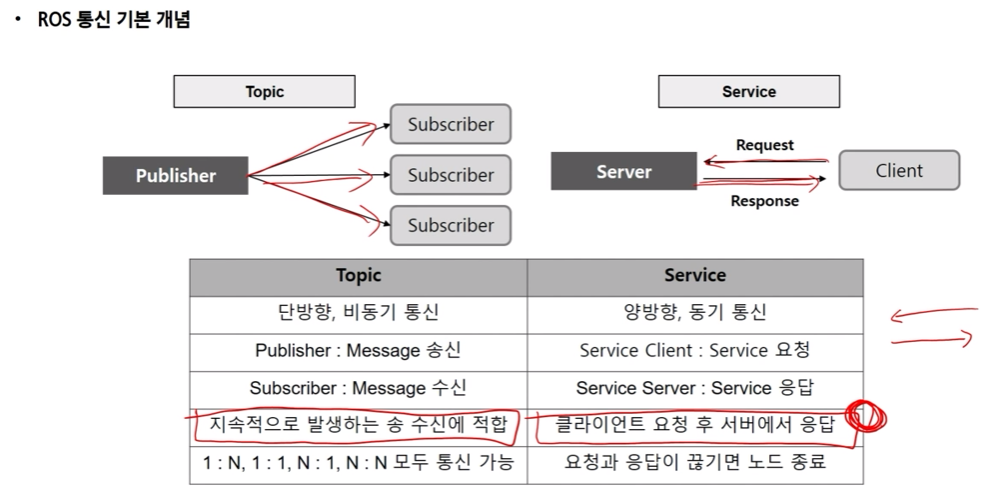 • ROS 통신 기본 개념
Topic
Service
Publisher
Subscriber
Subscriber
Subscriber
Server
Request
Response
Client
Topic Service
단방향, 비동기 통신 양방향, 동기 통신
Publisher : Message 송신 Service Client : Service 요청
Subscriber : Message 수신 Service Server : Service 응답
지속적으로 발생하는 송 수신에 적합 클라이언트 요청 후 서버에서 응답
1 : N, 1 : 1, N : 1, N : N 모두 통신 가능 요청과 응답이 끊기면 노드 종료